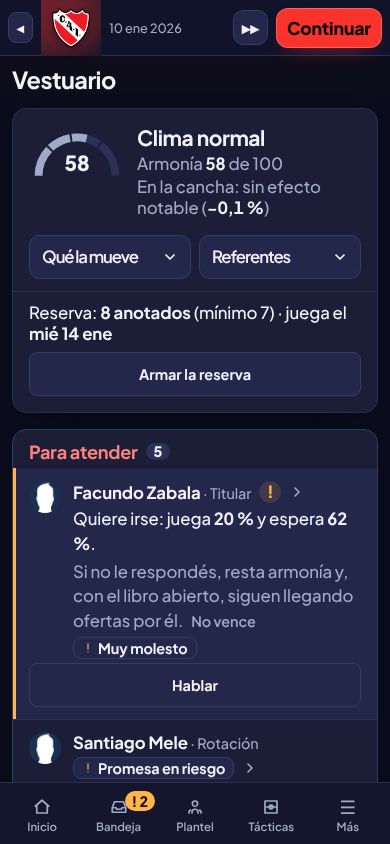 10 ene 2026
Continuar
Vestuario
58
Clima normal
Armonía 58 de 100
En la cancha: sin efecto
notable (−0,1 %)
Qué la mueve
Referentes
Reserva: 8 anotados (mínimo 7) · juega el
mié 14 ene
Armar la reserva
Para atender 5
Facundo Zabala · Titular !
Quiere irse: juega 20 % y espera 62
%.
Si no le respondés, resta armonía y,
con el libro abierto, siguen llegando
ofertas por él. No vence
! Muy molesto
Hablar
Santiago Mele · Rotación
! Promesa en riesgo
! 2
Inicio
Bandeja
Plantel
Tácticas
Más